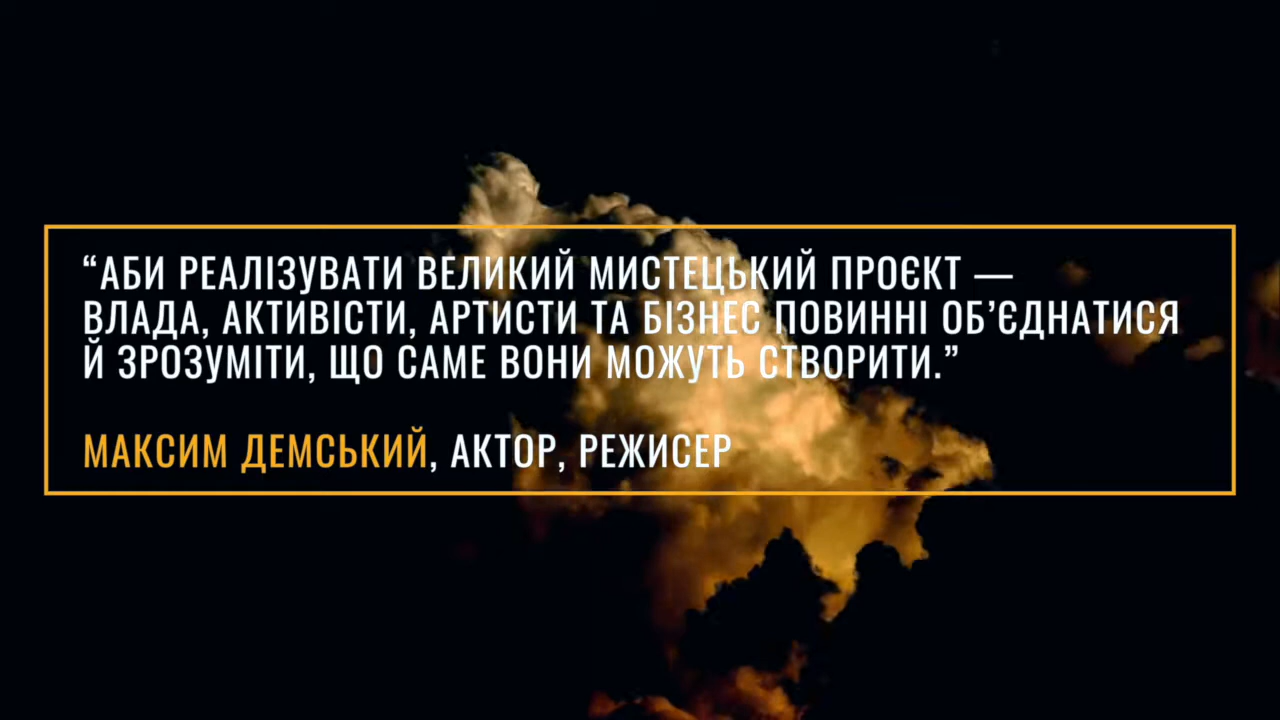 “АБИ РЕАЛІЗУВАТИ ВЕЛИКИЙ МИСТЕЦЬКИЙ ПРОЄКТ —
ВЛАДА, АКТИВІСТИ, АРТИСТИ ТА БІЗНЕС ПОВИННІ ОБ’ЄДНАТИСЯ
Й ЗРОЗУМІТИ, ЩО САМЕ ВОНИ МОЖУТЬ СТВОРИТИ.”
МАКСИМ ДЕМСЬКИЙ, АКТОР, РЕЖИСЕР